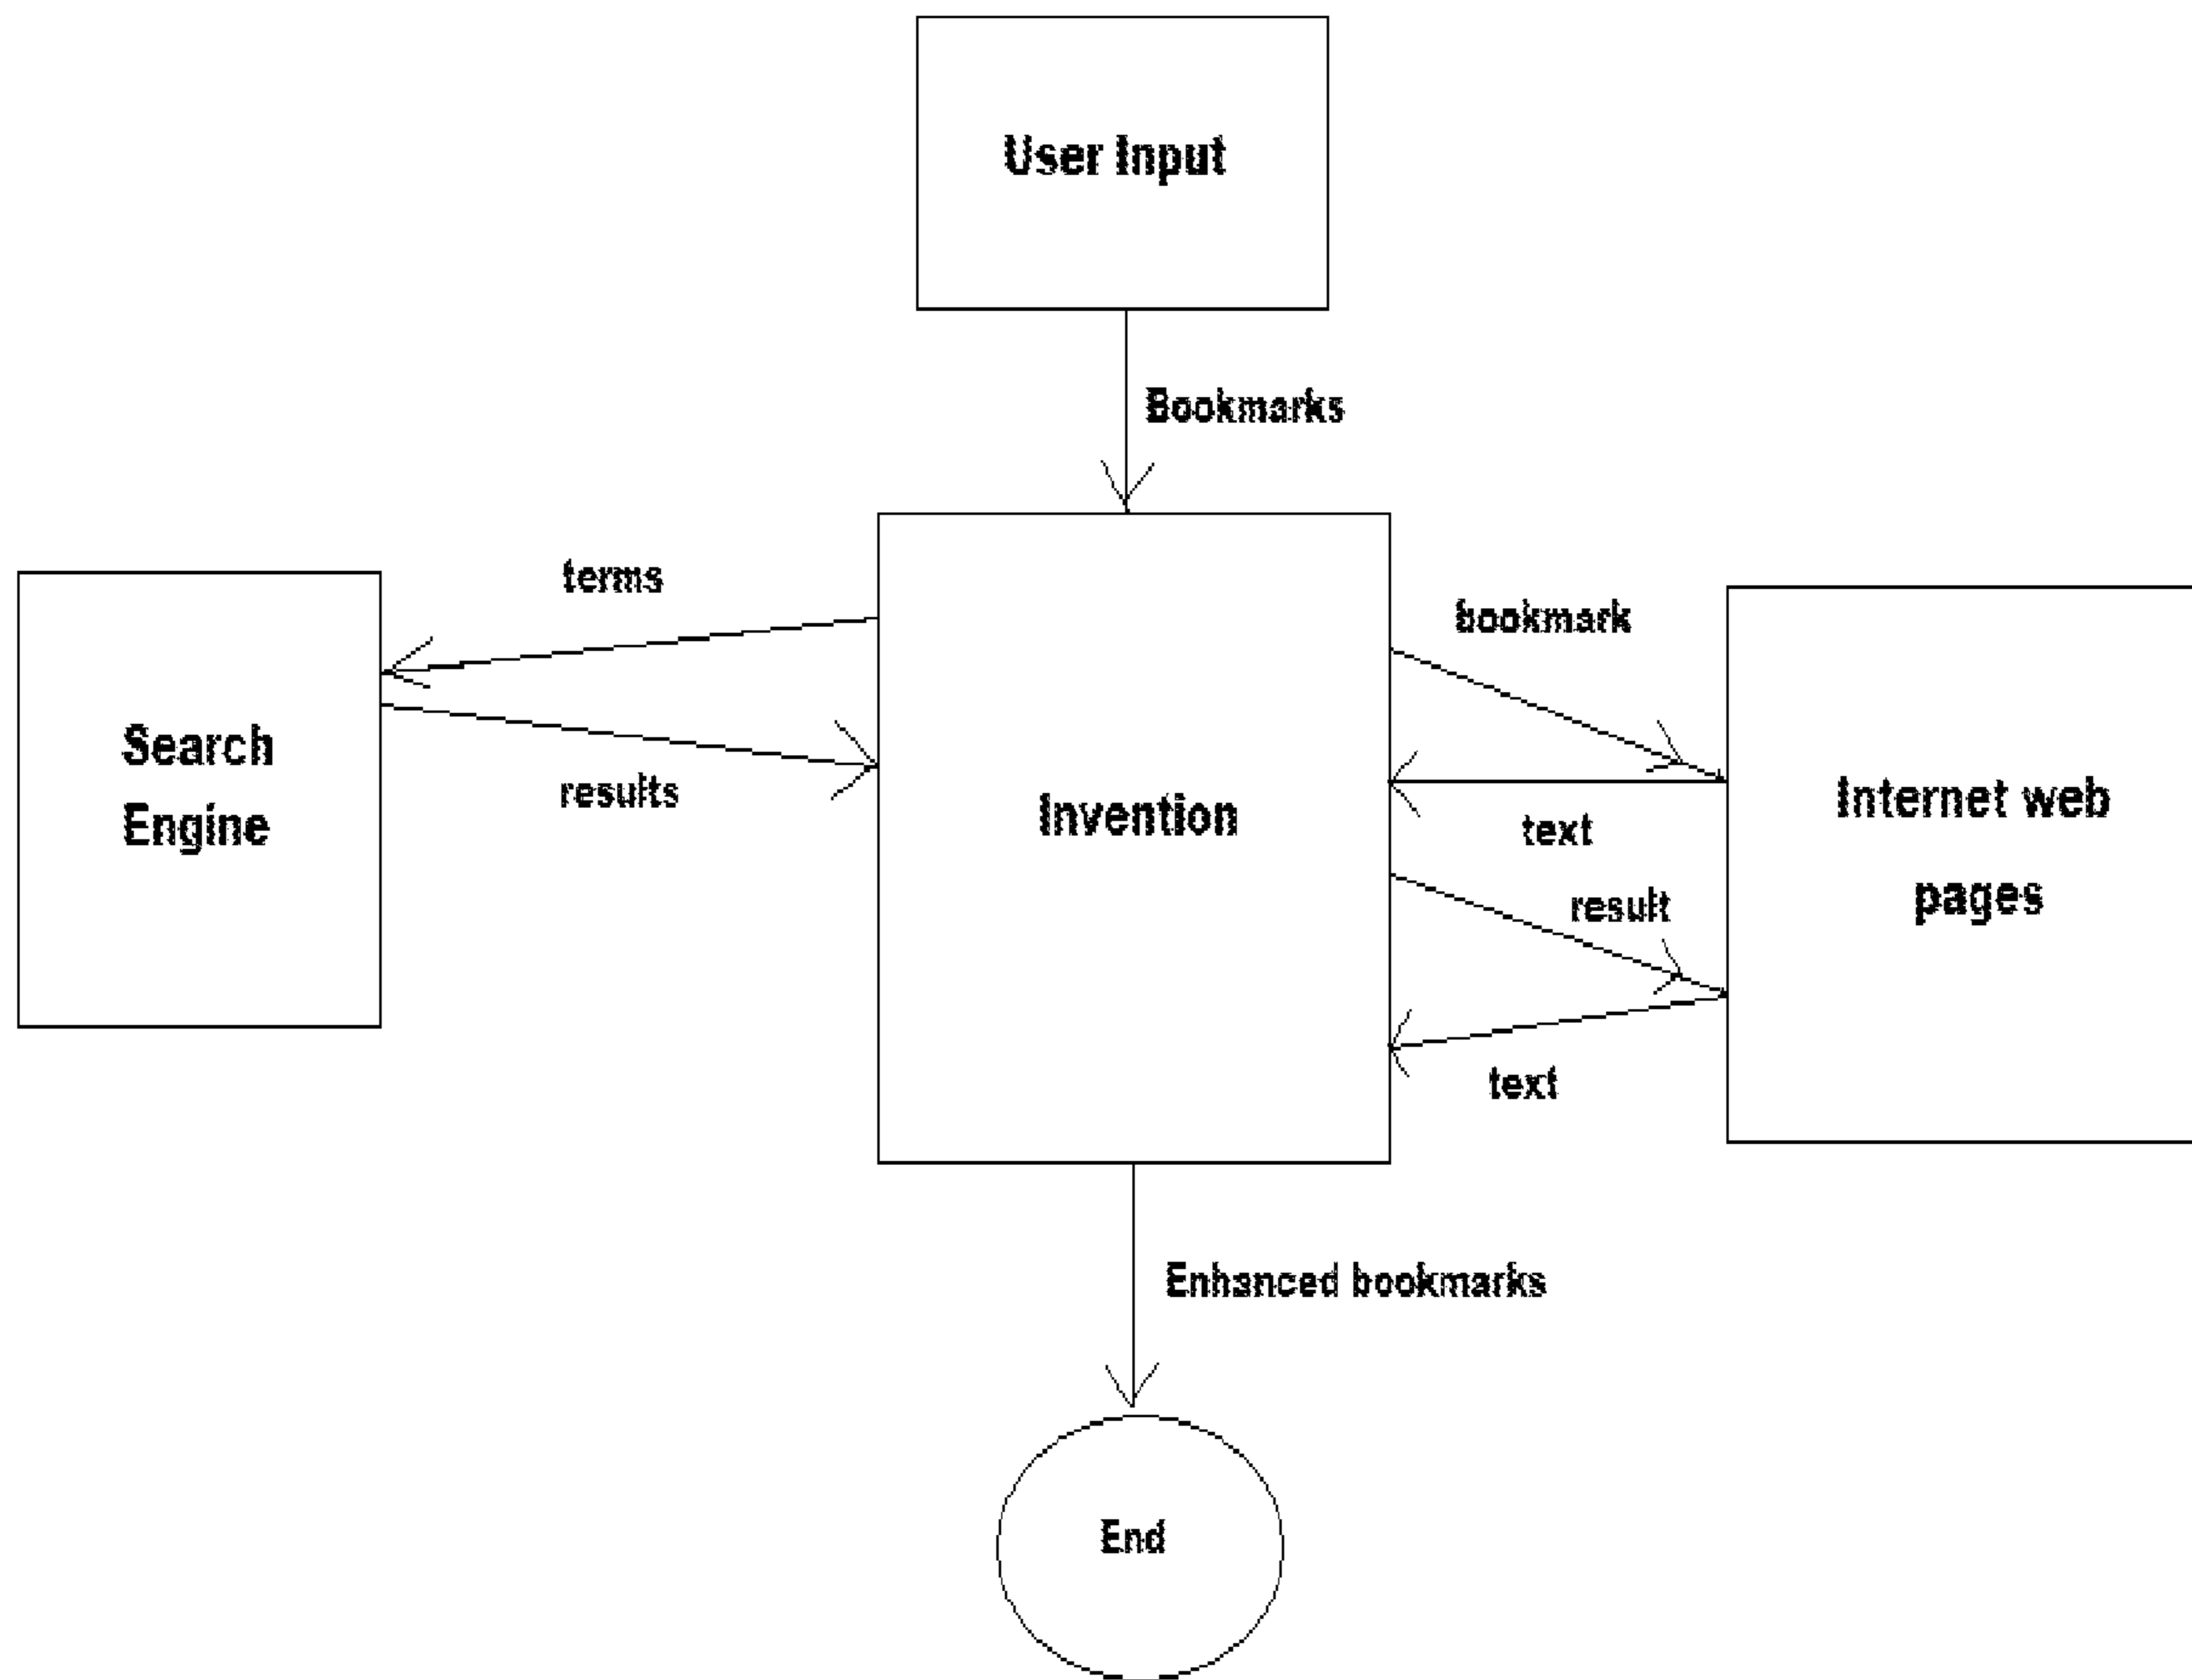 User Input
Bookmarks
terms
bookmark
Search
Engine
results
Invention
Internet web
pages
text
result
text
Enhanced bookmarks
End